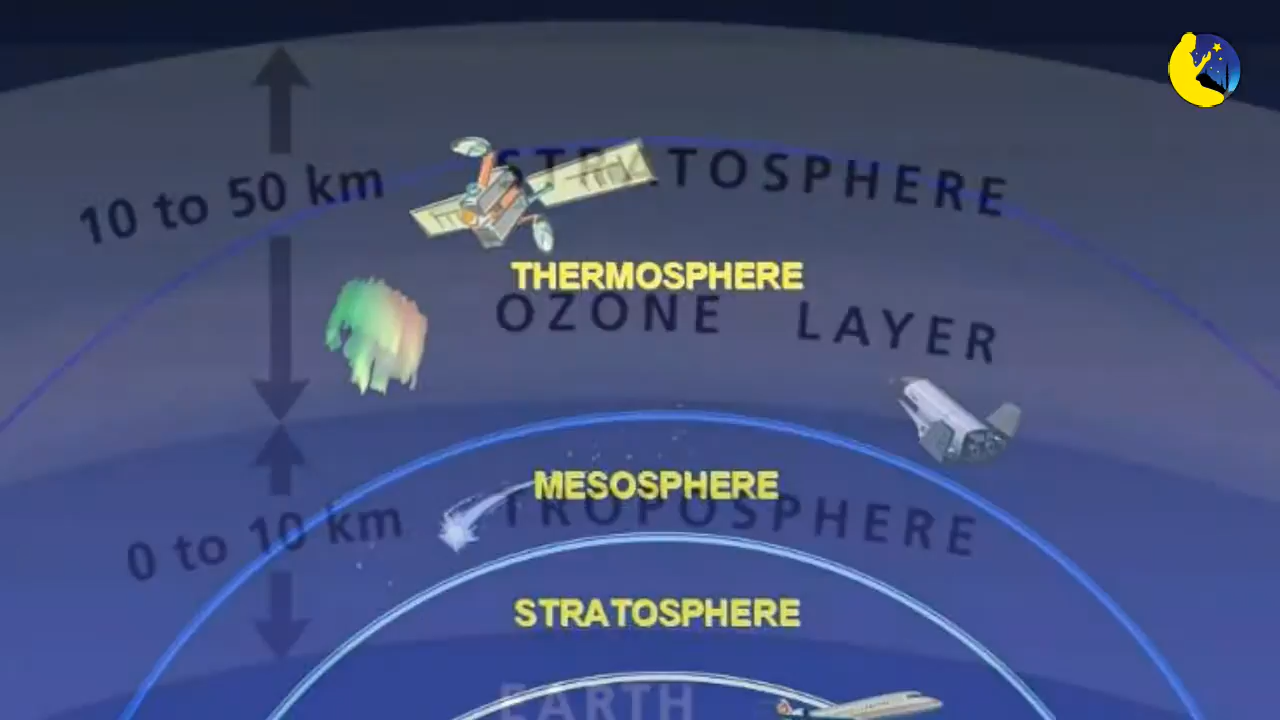 STRATOSPHERE
10 to 50 km
THERMOSPHERE
OZONE LAYER
MESOSPHERE
TROPOSPHERE
0 to 10 km
STRATOSPHERE
EARTH